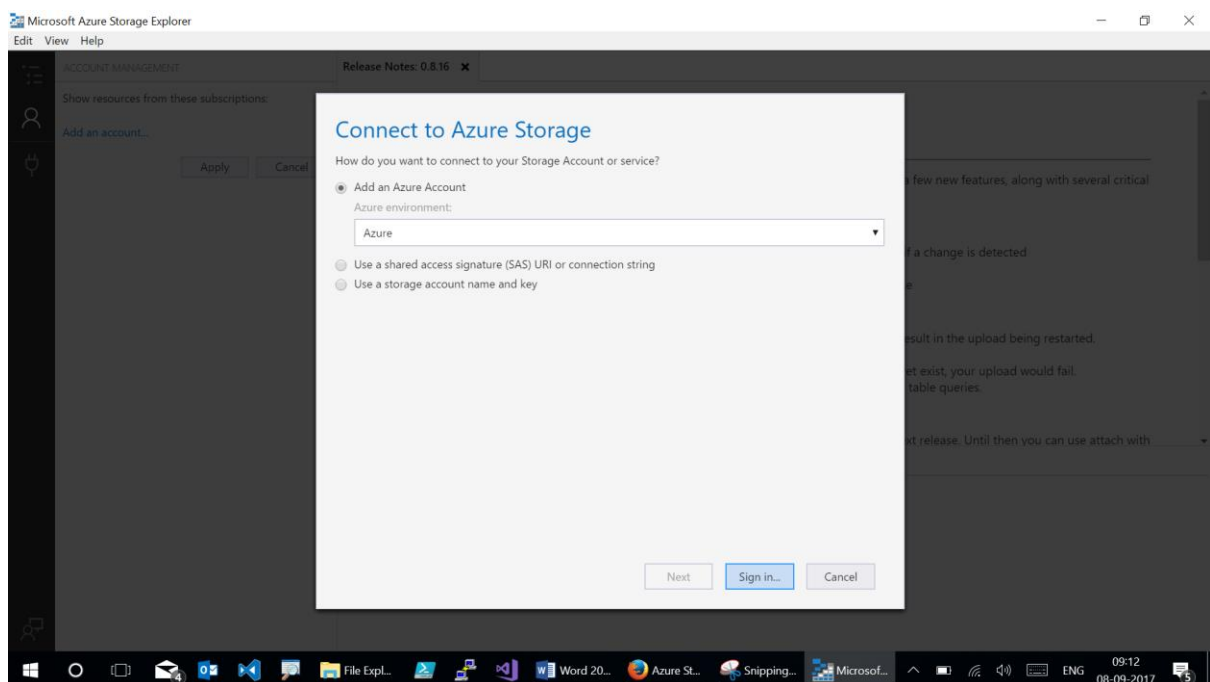 Microsoft Azure Storage Explorer
Edit View Help
ACCOUNT MANAGEMENT
Release Notes: 0.8.16
Show resources from these subscriptions:
Add an account...
Apply Cancel
Connect to Azure Storage
How do you want to connect to your Storage Account or service?
Add an Azure Account
Azure environment:
Azure
Use a shared access signature (SAS) URI or connection string
Use a storage account name and key
Next Sign in... Cancel
a few new features, along with several critical
if a change is detected
result in the upload being restarted.
et exist, your upload would fail.
table queries.
xt release. Until then you can use attach with
File Expl... Word 20... Azure St... Snipping... Microsof... ENG 09:12
08-09-2017
4
5